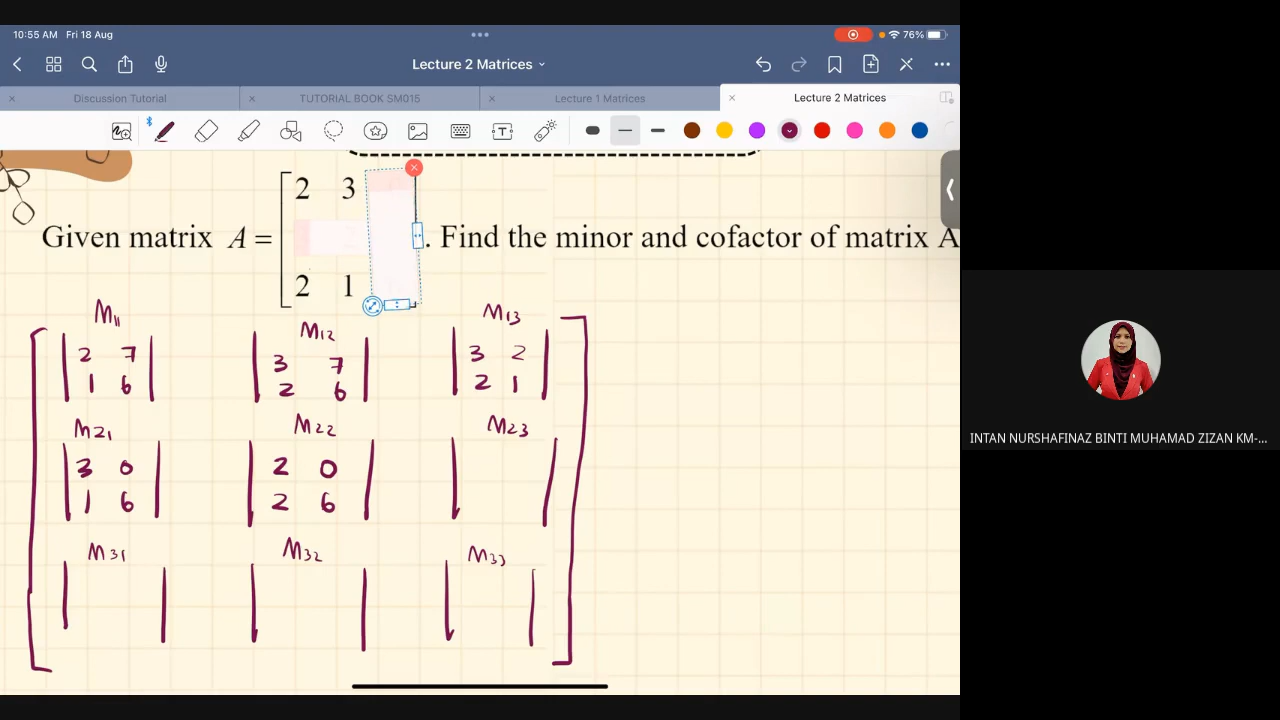 10:55 AM Fri 18 Aug
76%
Lecture 2 Matrices
Discussion Tutorial
TUTORIAL BOOK SM015
Lecture 1 Matrices
Lecture 2 Matrices
2 3
Given matrix A = . Find the minor and cofactor of matrix A
2 1
M11 M12 M13
2 7 3 7 3 2
1 6 2 6 2 1
M21 M22 M23
3 0 2 0
1 6 2 6
M31 M32 M33
INTAN NURSHAFINAZ BINTI MUHAMAD ZIZAN KM-...